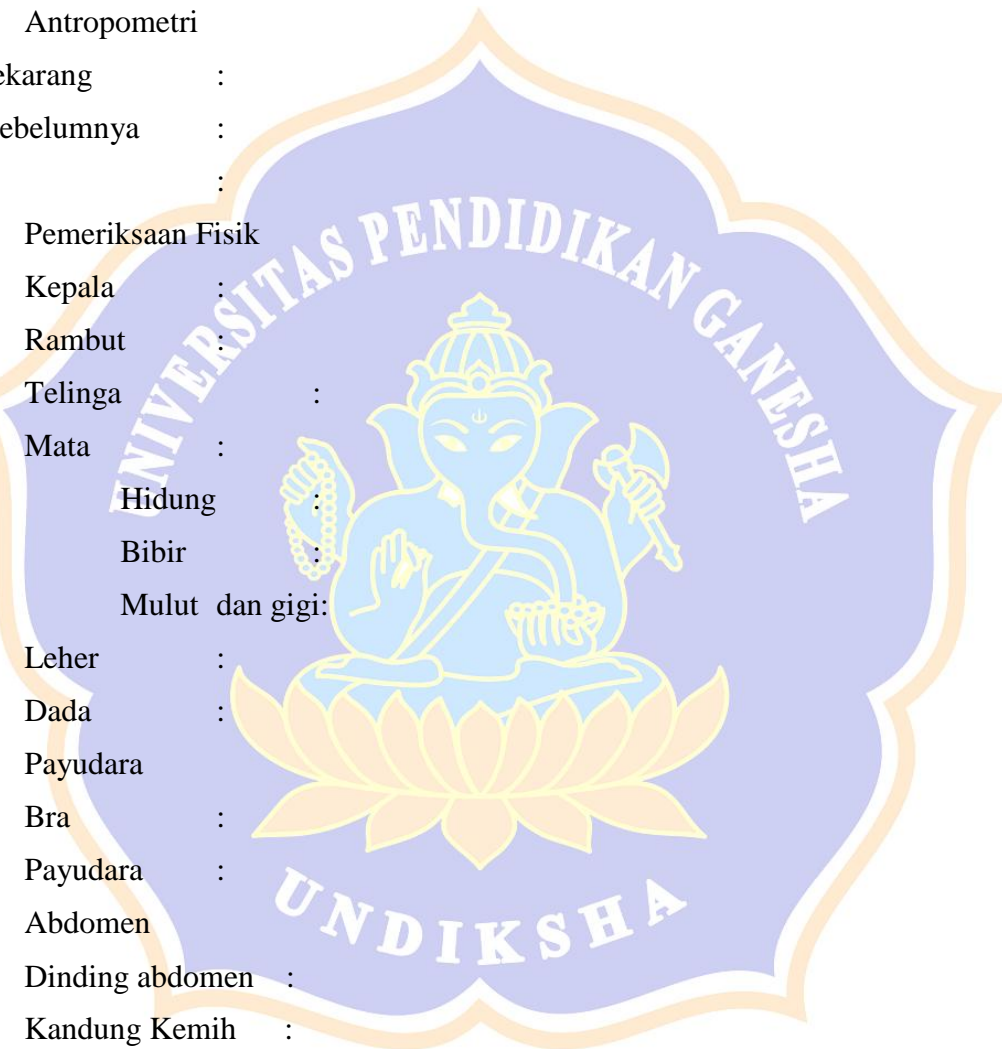 Antropometri
ekarang :
ebelumnya :
:
Pemeriksaan Fisik
Kepala :
Rambut :
Telinga :
Mata :
Hidung :
Bibir :
Mulut dan gigi:
Leher :
Dada :
Payudara
Bra :
Payudara :
Abdomen
Dinding abdomen :
Kandung Kemih :
UNIVERSITAS PENDIDIKAN GANESHA
UNDIKSHA